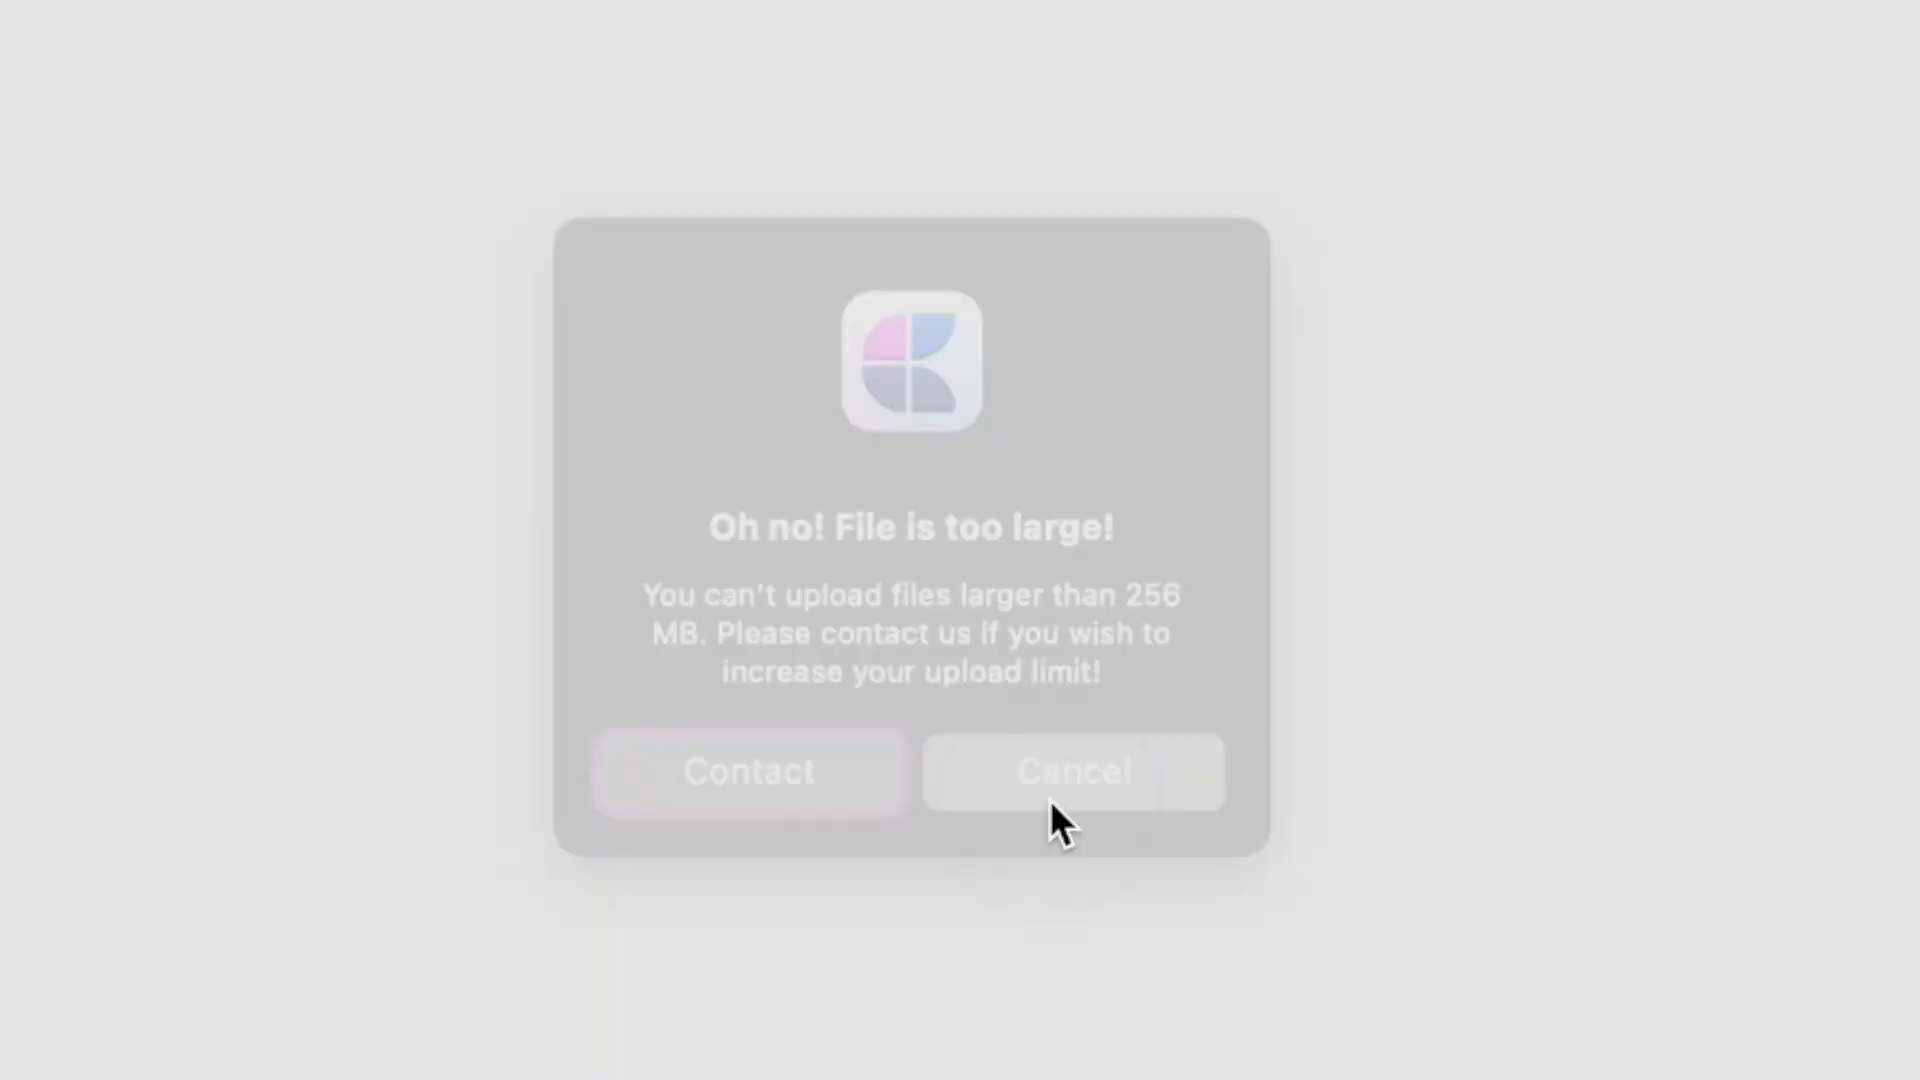 Oh no! File is too large!
You can't upload files larger than 256
MB. Please contact us if you wish to
increase your upload limit!
Contact
Cancel